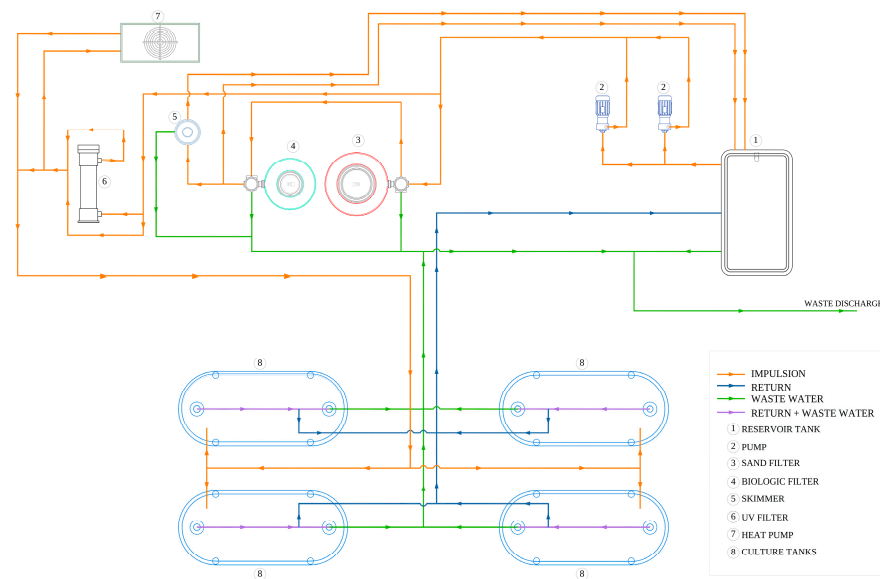 7
2
2
5
1
4
3
6
WASTE DISCHARGE
8
8
IMPULSION
RETURN
WASTE WATER
RETURN + WASTE WATER
1 RESERVOIR TANK
2 PUMP
3 SAND FILTER
4 BIOLOGIC FILTER
5 SKIMMER
6 UV FILTER
7 HEAT PUMP
8 CULTURE TANKS
8
8